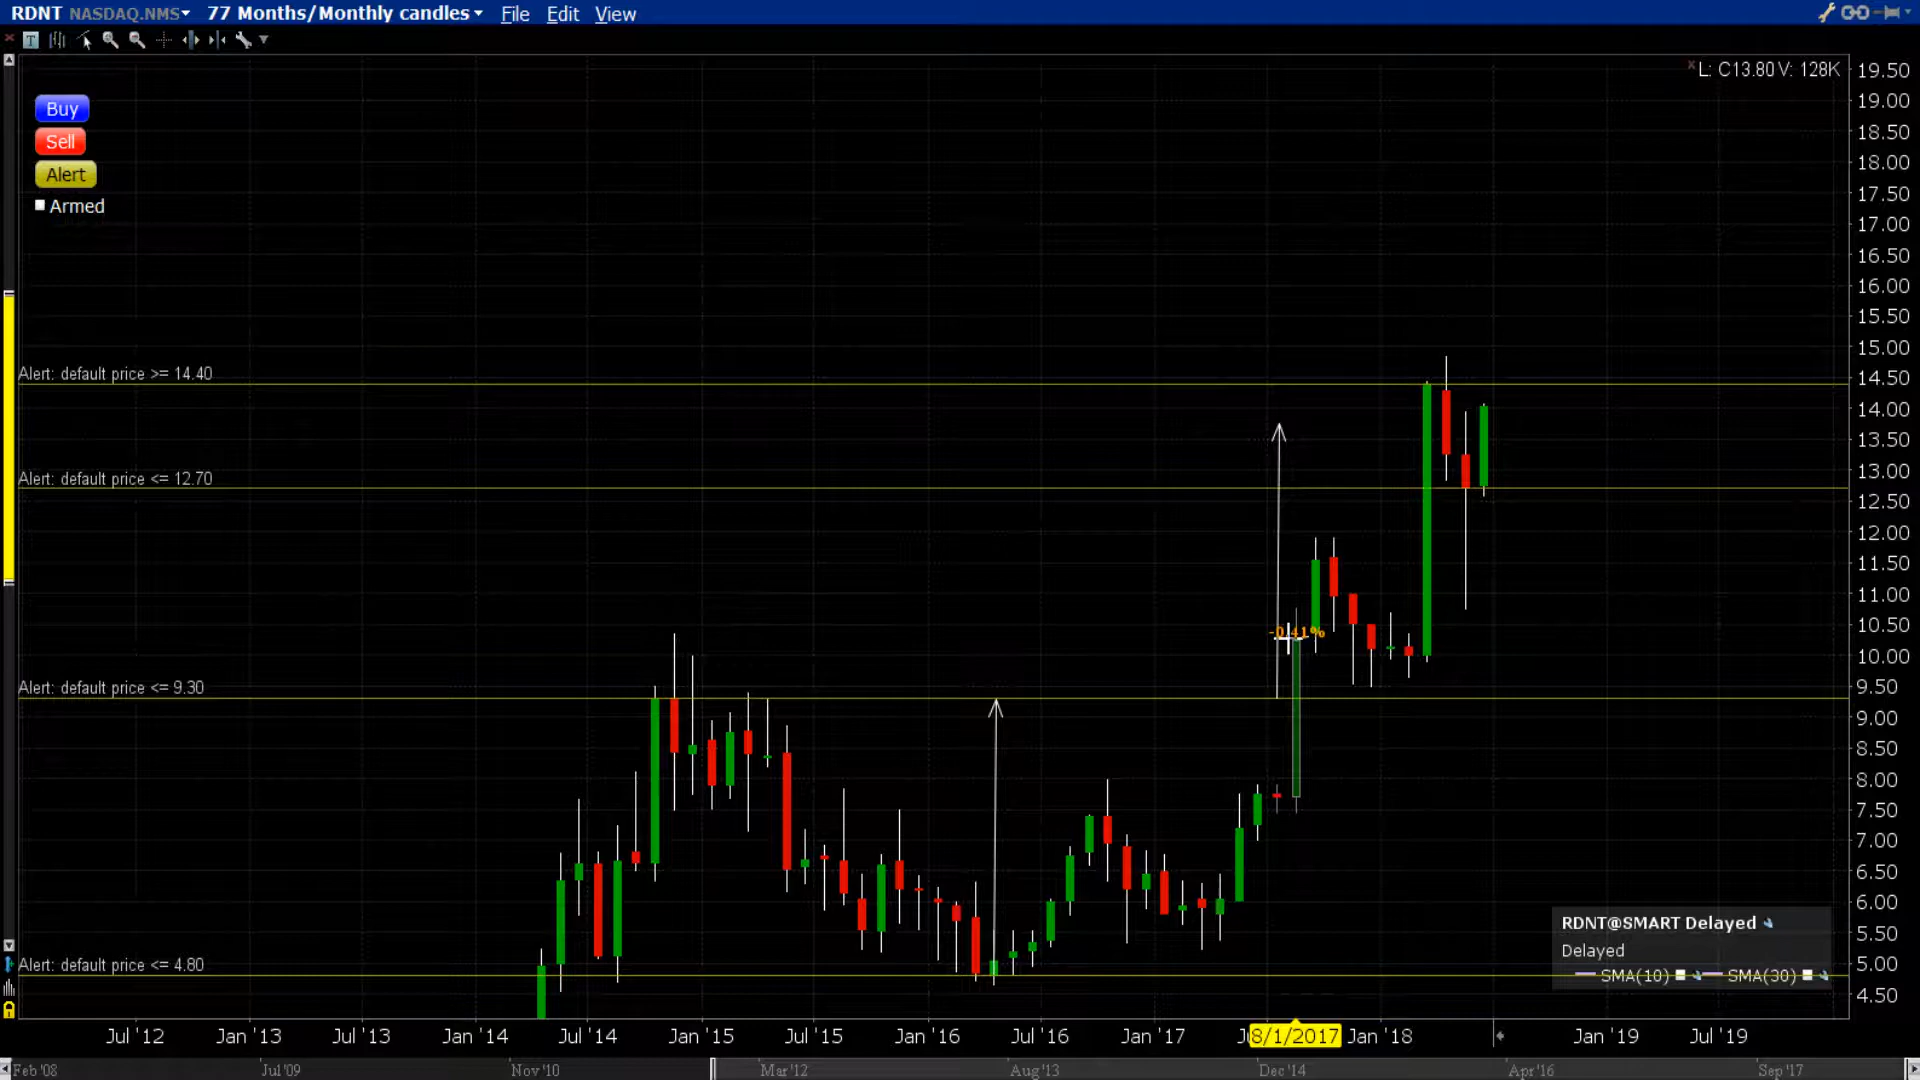 RDNT NASDAQ.NMS 77 Months/Monthly candles File Edit View
L: C13.80 V: 128K
Buy
Sell
Alert
Armed
19.50
19.00
18.50
18.00
17.50
17.00
16.50
16.00
15.50
15.00
14.50
14.00
13.50
13.00
12.50
12.00
11.50
11.00
10.50
10.00
9.50
9.00
8.50
8.00
7.50
7.00
6.50
6.00
5.50
5.00
4.50
Alert: default price >= 14.40
Alert: default price <= 12.70
-0.41%
Alert: default price <= 9.30
Alert: default price <= 4.80
RDNT@SMART Delayed
Delayed
SMA(10) SMA(30)
Jul '12 Jan '13 Jul '13 Jan '14 Jul '14 Jan '15 Jul '15 Jan '16 Jul '16 Jan '17 8/1/2017 Jan '18 Jan '19 Jul '19
Feb '08 Jul '09 Nov '10 Mar '12 Aug '13 Dec '14 Apr '16 Sep '17